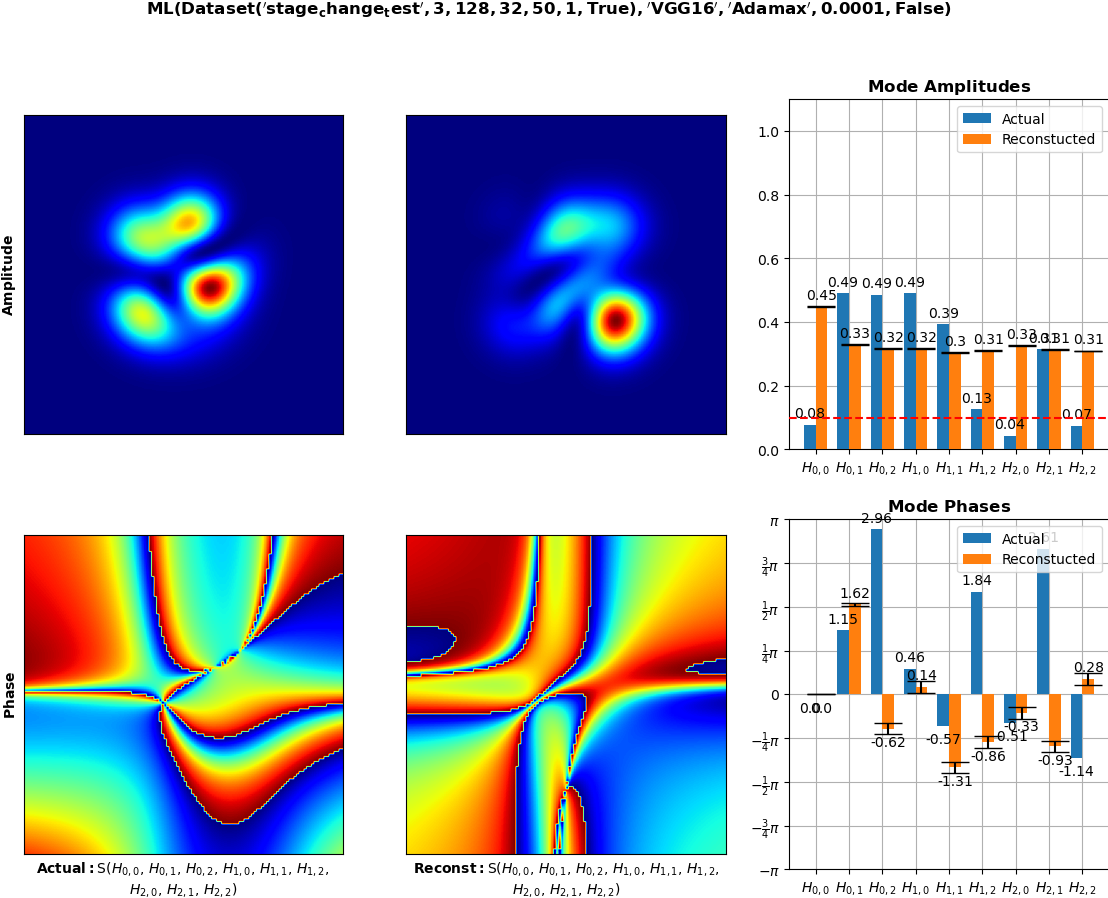 ML(Dataset('stage_change_test', 3, 128, 32, 50, 1, True), 'VGG16', 'Adamax', 0.0001, False)
Amplitude
Mode Amplitudes
Actual
Reconstucted
1.0
0.8
0.6
0.4
0.2
0.0
0.08 0.49 0.49 0.49 0.39 0.13 0.04 0.31 0.07
0.45 0.33 0.32 0.32 0.3 0.31 0.33 0.31 0.31
H0,0 H0,1 H0,2 H1,0 H1,1 H1,2 H2,0 H2,1 H2,2
Phase
Actual: S(H0,0, H0,1, H0,2, H1,0, H1,1, H1,2,
H2,0, H2,1, H2,2)
Reconst: S(H0,0, H0,1, H0,2, H1,0, H1,1, H1,2,
H2,0, H2,1, H2,2)
Mode Phases
Actual
Reconstucted
π
3/4π
1/2π
1/4π
0
−1/4π
−1/2π
−3/4π
−π
0.0 1.15 2.96 0.46 -0.57 1.84 -0.51 -1.14
0.0 1.62 -0.62 0.14 -1.31 -0.86 -0.33 -0.93 0.28
H0,0 H0,1 H0,2 H1,0 H1,1 H1,2 H2,0 H2,1 H2,2